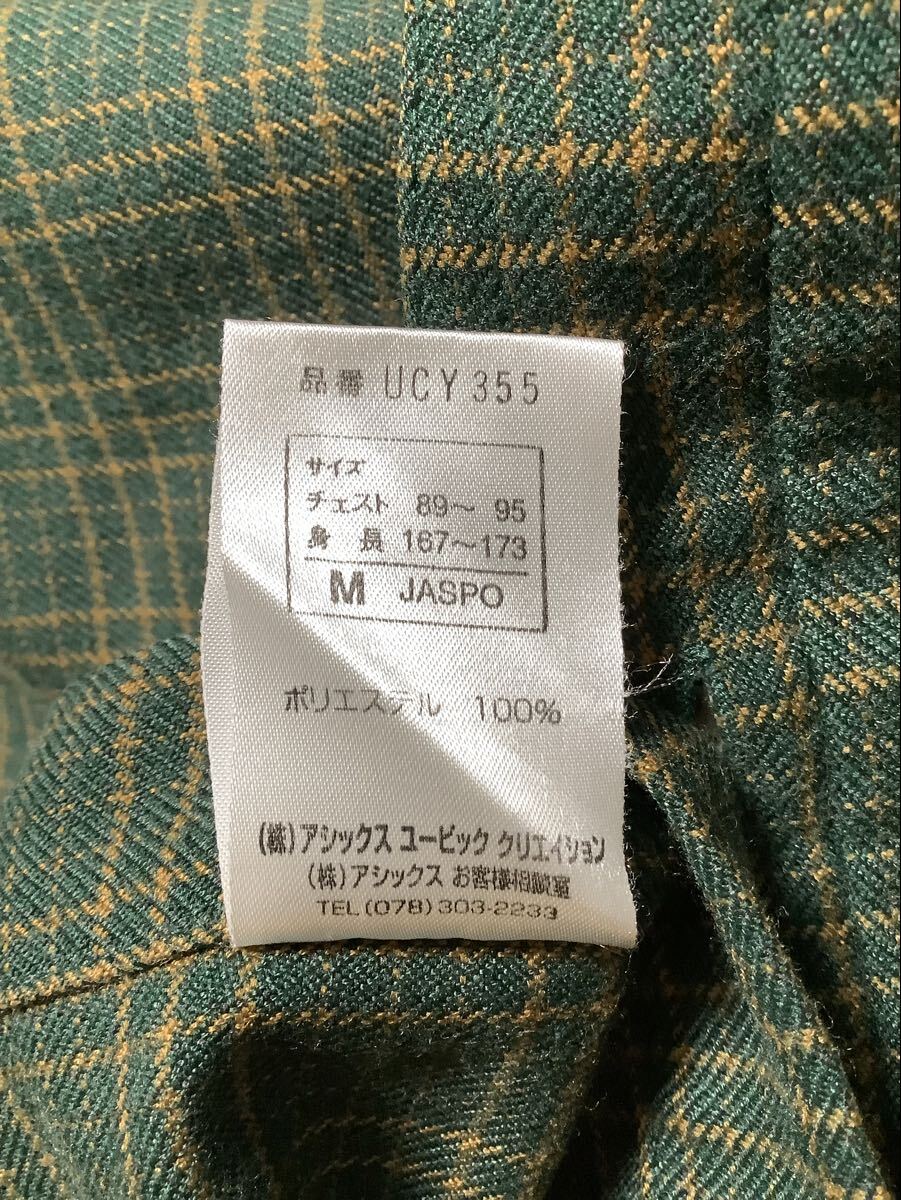 品番 UCY355
サイズ
チェスト 89〜 95
身 長 167〜173
M JASPO
ポリエステル 100%
(株)アシックス ユービック クリエイション
(株)アシックス お客様相談室
TEL(078)303-2233